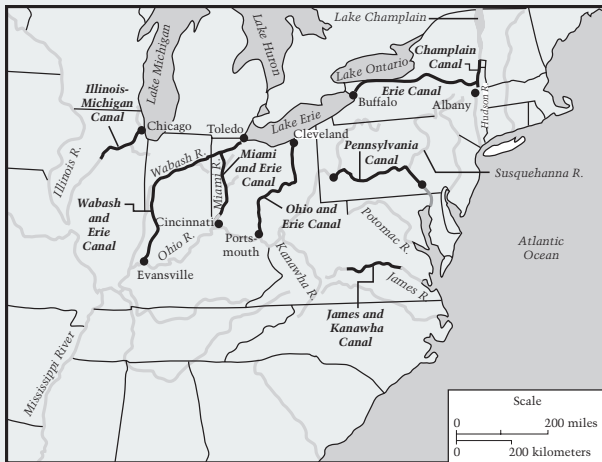 Lake Champlain
Lake Michigan
Lake Huron
Lake Ontario
Champlain
Canal
Illinois-
Michigan
Canal
Buffalo
Erie Canal
Albany
Hudson R.
Chicago
Toledo
Lake Erie
Cleveland
Illinois R.
Wabash R.
Miami R.
Miami
and Erie
Canal
Pennsylvania
Canal
Susquehanna R.
Wabash
and
Erie
Canal
Cincinnati
Ohio R.
Ports-
mouth
Ohio and
Erie Canal
Kanawha R.
Potomac R.
Atlantic
Ocean
Evansville
James R.
James and
Kanawha
Canal
Mississippi River
Scale
0 200 miles
0 200 kilometers